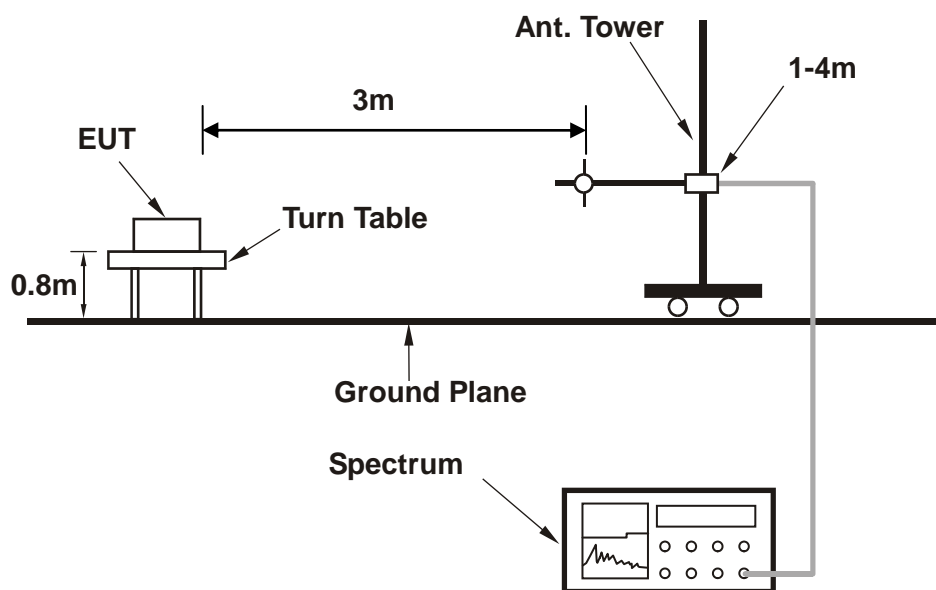 Ant. Tower
1-4m
3m
EUT
Turn Table
0.8m
Ground Plane
Spectrum